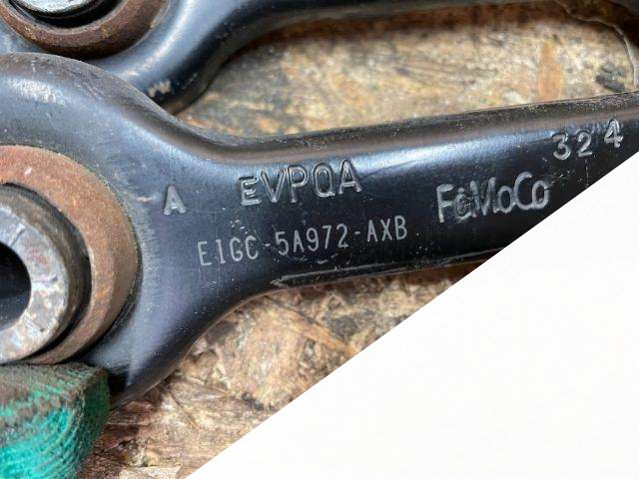 324
A EVPQA FoMoCo
E1GC-5A972-AXB